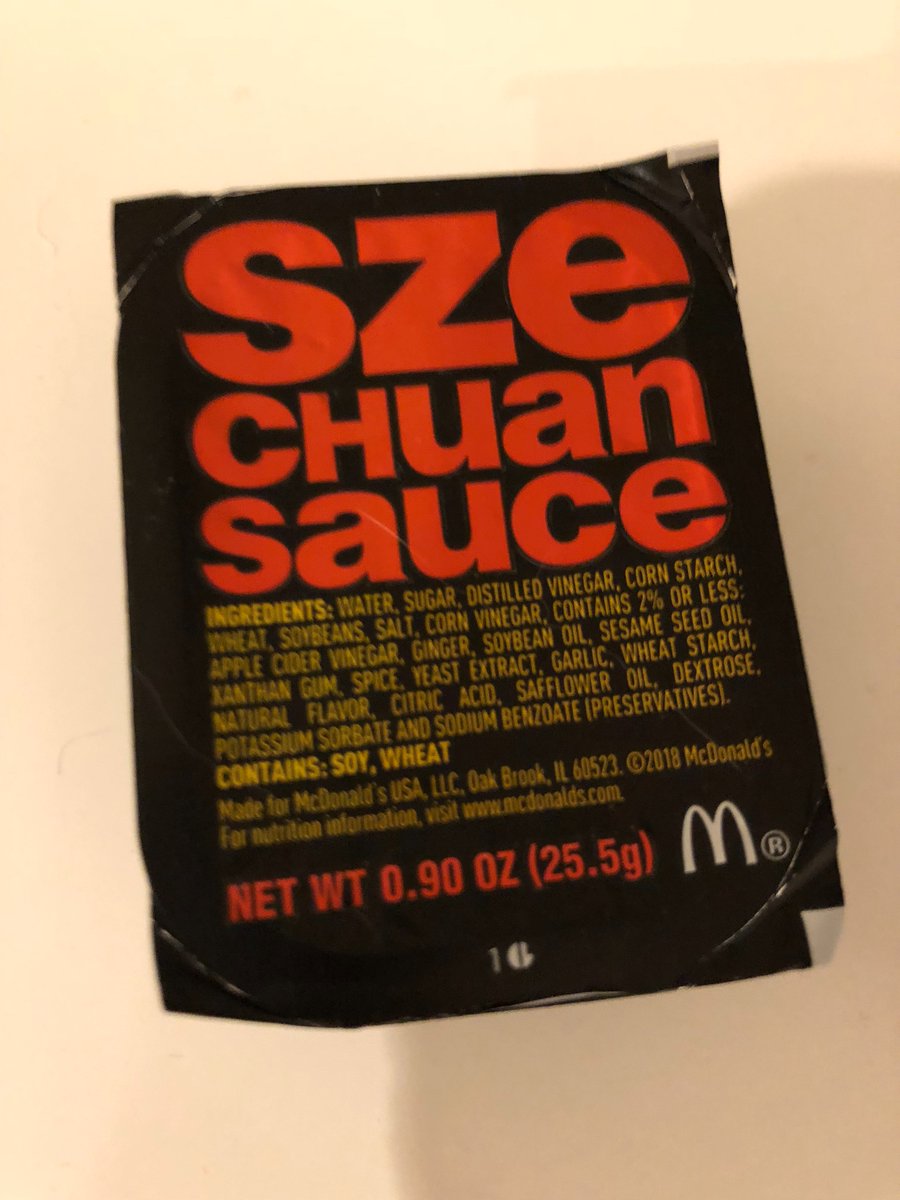 sze
CHuan
sauce
INGREDIENTS: WATER, SUGAR, DISTILLED VINEGAR, CORN STARCH,
WHEAT, SOYBEANS, SALT, CORN VINEGAR, CONTAINS 2% OR LESS:
APPLE CIDER VINEGAR, GINGER, SOYBEAN OIL, SESAME SEED OIL,
XANTHAN GUM, SPICE, YEAST EXTRACT, GARLIC, WHEAT STARCH,
NATURAL FLAVOR, CITRIC ACID, SAFFLOWER OIL, DEXTROSE,
POTASSIUM SORBATE AND SODIUM BENZOATE (PRESERVATIVES).
CONTAINS: SOY, WHEAT
Made for McDonald's USA, LLC, Oak Brook, IL 60523. ©2018 McDonald's
For nutrition information, visit www.mcdonalds.com.
NET WT 0.90 OZ (25.5g) M®
1